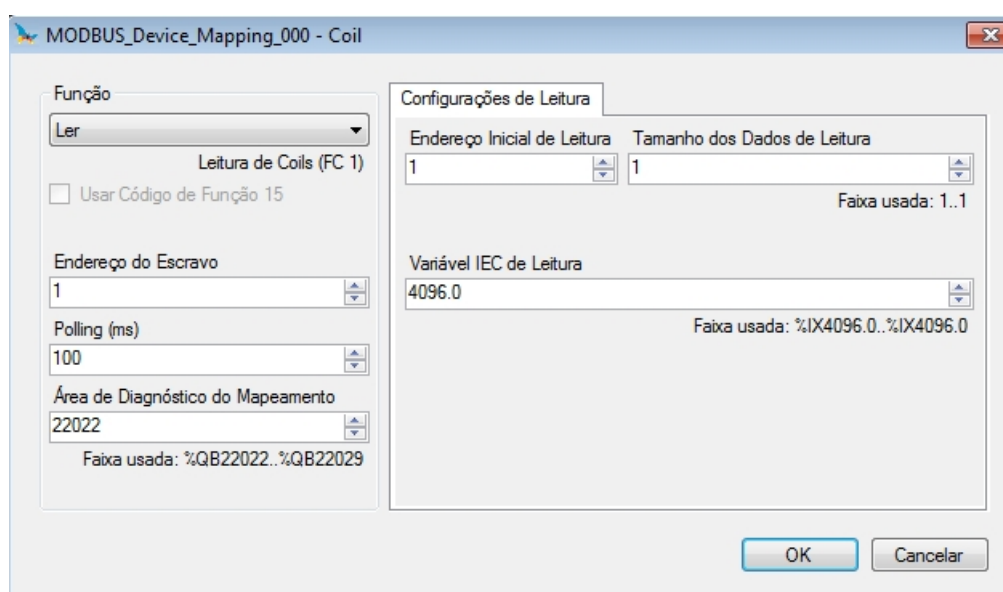 MODBUS_Device_Mapping_000 - Coil
Função
Ler
Leitura de Coils (FC 1)
Usar Código de Função 15
Endereço do Escravo
1
Polling (ms)
100
Área de Diagnóstico do Mapeamento
22022
Faixa usada: %QB22022..%QB22029
Configurações de Leitura
Endereço Inicial de Leitura Tamanho dos Dados de Leitura
1 1
Faixa usada: 1..1
Variável IEC de Leitura
4096.0
Faixa usada: %IX4096.0..%IX4096.0
OK Cancelar